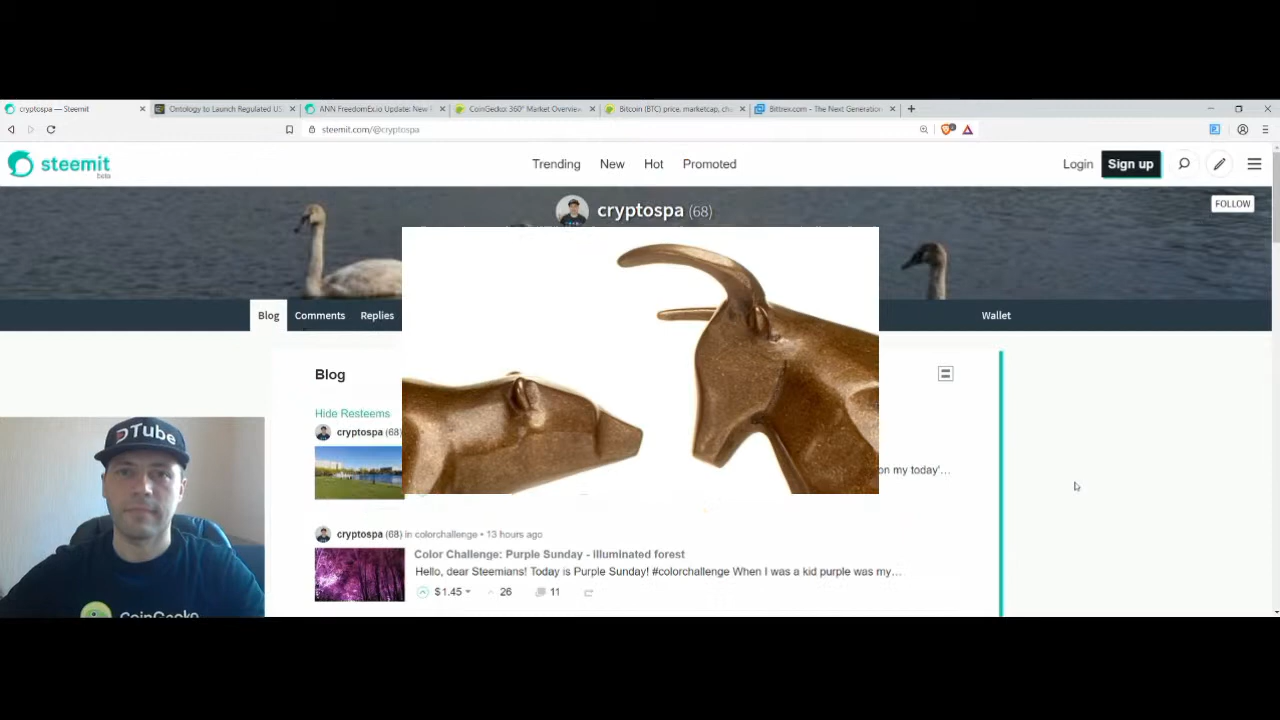 cryptospa — Steemit
Ontology to Launch Regulated US
ANN FreedomEx.io Update: New
CoinGecko: 360° Market Overview
Bitcoin (BTC) price, marketcap, ch
Bittrex.com - The Next Generation
steemit.com/@cryptospa
steemit
beta
Trending
New
Hot
Promoted
Login
Sign up
cryptospa (68)
FOLLOW
Blog
Comments
Replies
Wallet
Blog
Hide Resteems
cryptospa (68)
on my today'...
cryptospa (68) in colorchallenge • 13 hours ago
Color Challenge: Purple Sunday - illuminated forest
Hello, dear Steemians! Today is Purple Sunday! #colorchallenge When I was a kid purple was my...
$1.45
26
11
DTube
CoinGecko